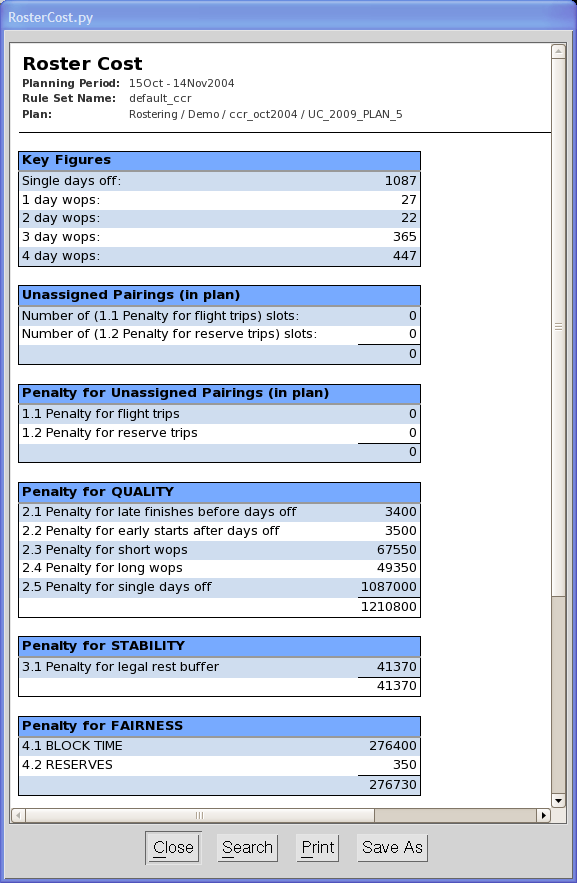 RosterCost.py
Roster Cost
Planning Period: 15Oct - 14Nov2004
Rule Set Name: default_ccr
Plan: Rostering / Demo / ccr_oct2004 / UC_2009_PLAN_5
Key Figures
Single days off: 1087
1 day wops: 27
2 day wops: 22
3 day wops: 365
4 day wops: 447
Unassigned Pairings (in plan)
Number of (1.1 Penalty for flight trips) slots: 0
Number of (1.2 Penalty for reserve trips) slots: 0
0
Penalty for Unassigned Pairings (in plan)
1.1 Penalty for flight trips 0
1.2 Penalty for reserve trips 0
0
Penalty for QUALITY
2.1 Penalty for late finishes before days off 3400
2.2 Penalty for early starts after days off 3500
2.3 Penalty for short wops 67550
2.4 Penalty for long wops 49350
2.5 Penalty for single days off 1087000
1210800
Penalty for STABILITY
3.1 Penalty for legal rest buffer 41370
41370
Penalty for FAIRNESS
4.1 BLOCK TIME 276400
4.2 RESERVES 350
276730
Close Search Print Save As